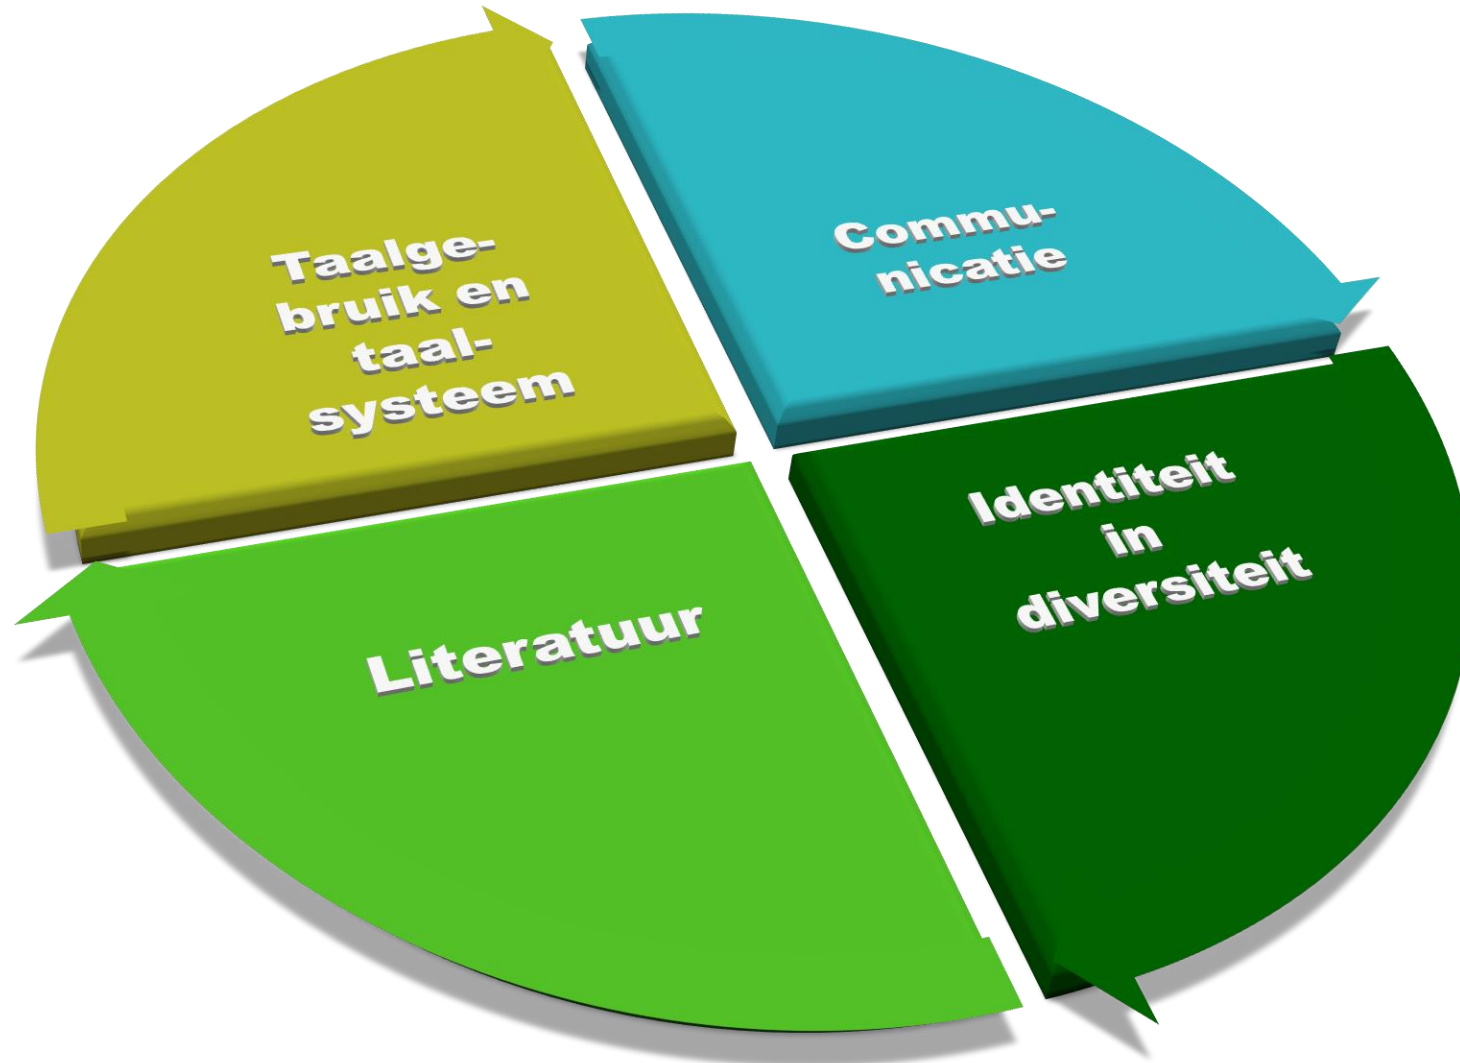 Taalge-
bruik en
taal-
systeem
Commu-
nicatie
Identiteit
in
diversiteit
Literatuur